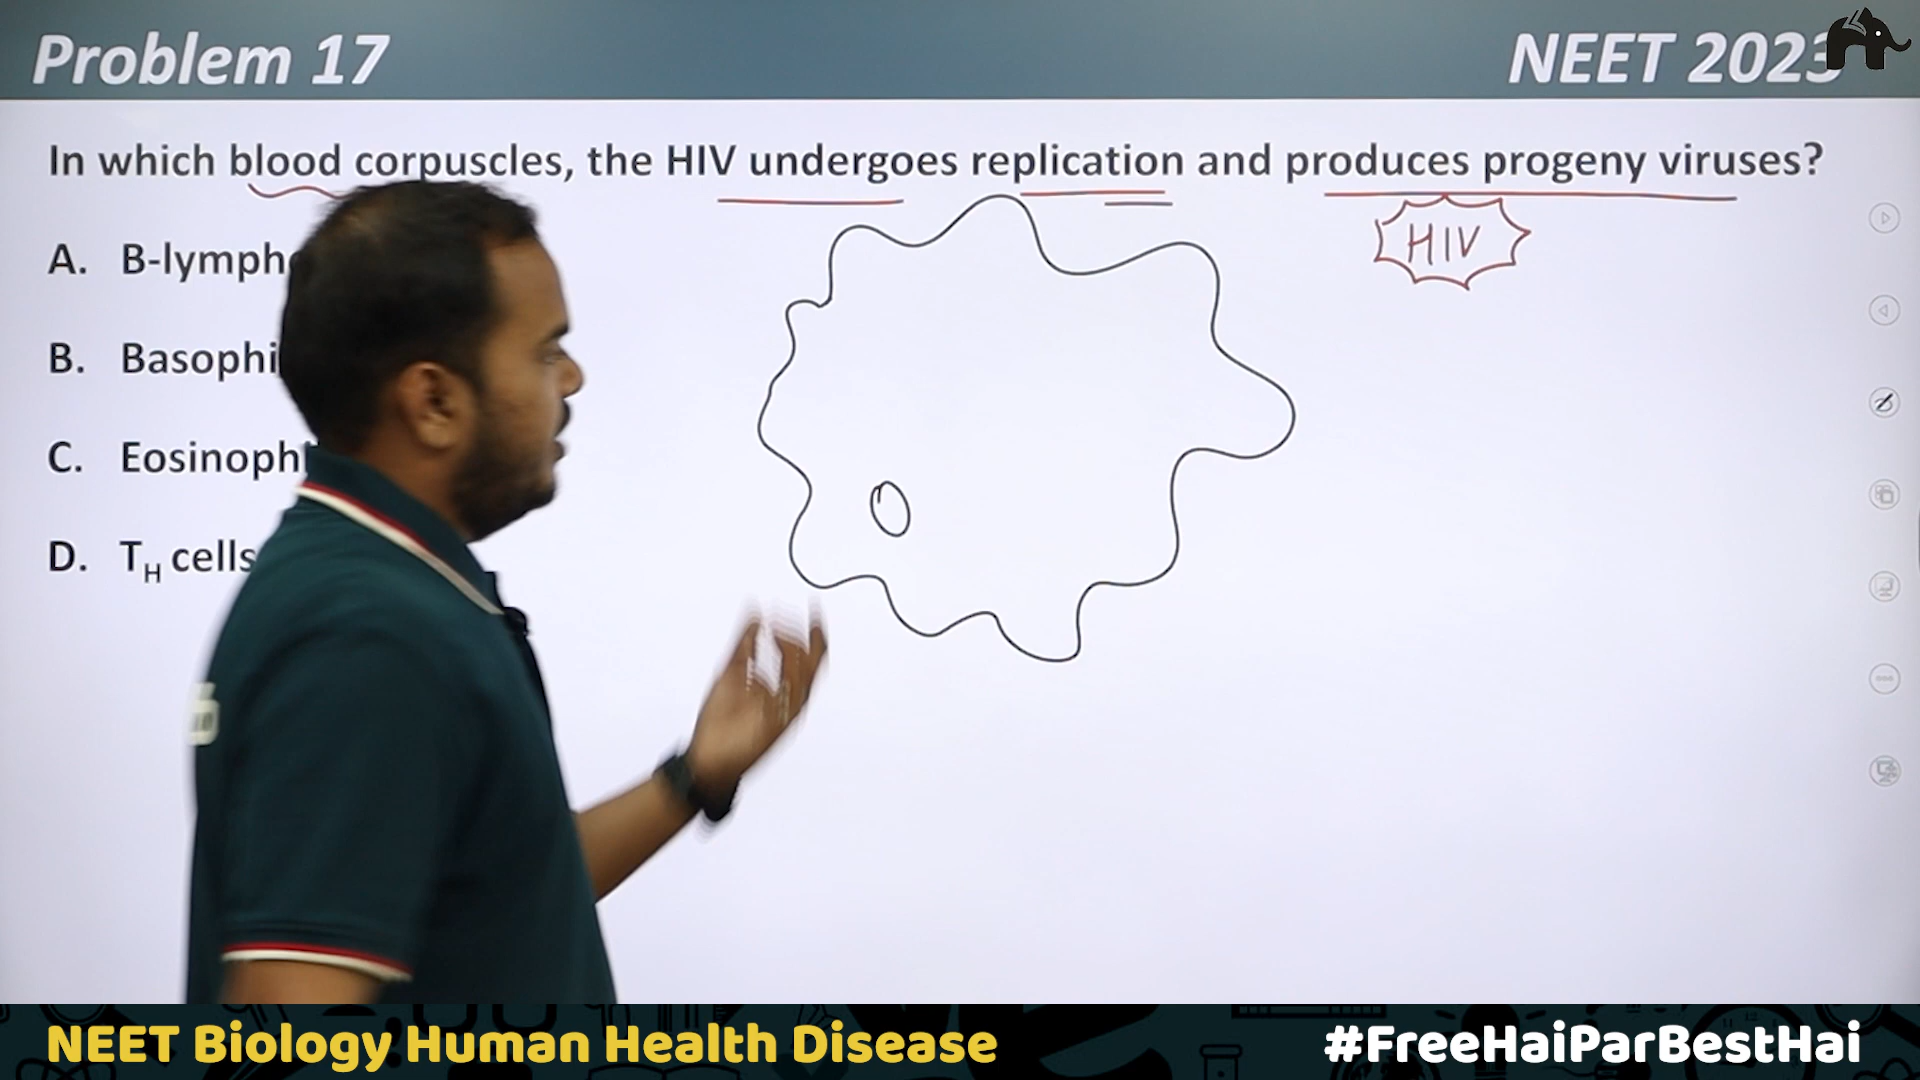 Problem 17
NEET 2023
In which blood corpuscles, the HIV undergoes replication and produces progeny viruses?
HIV
A. B-lymph
B. Basophi
C. Eosinoph
D. TH cells
NEET Biology Human Health Disease
#FreeHaiParBestHai